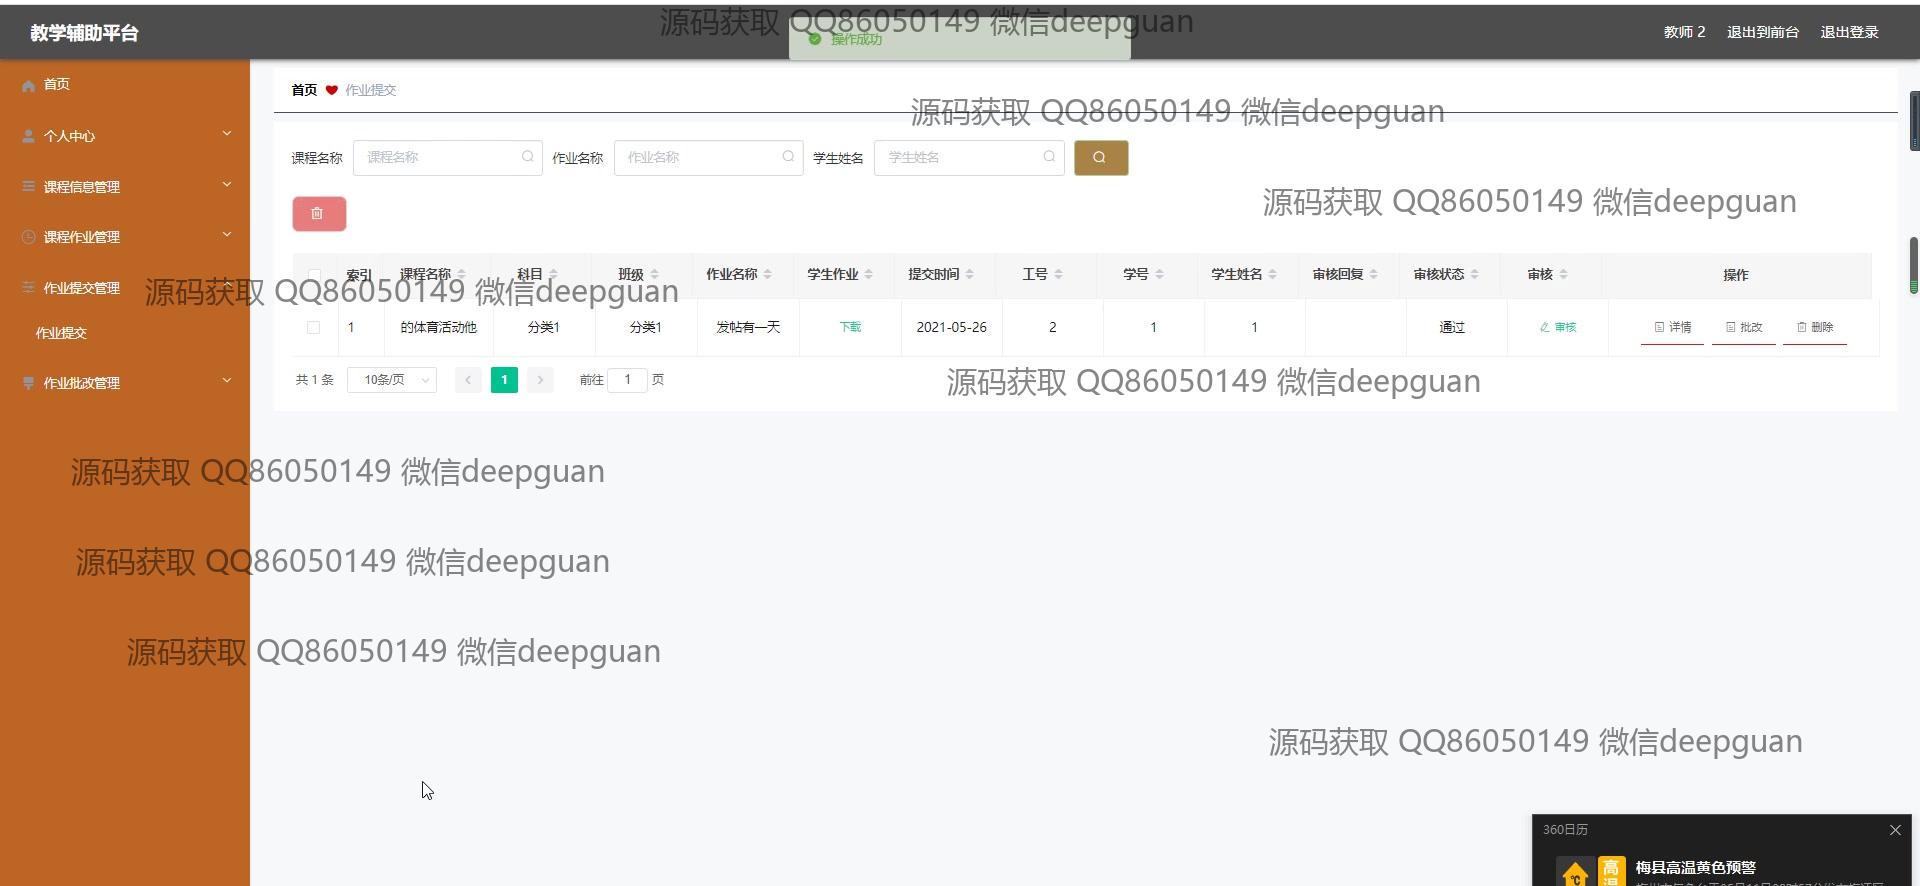 源码获取 QQ86050149 微信deepguan
教学辅助平台
操作成功
教师 2 退出到前台 退出登录
首页
个人中心
课程信息管理
课程作业管理
作业提交管理
作业提交
作业批改管理
首页 作业提交
源码获取 QQ86050149 微信deepguan
课程名称 课程名称 作业名称 作业名称 学生姓名 学生姓名
源码获取 QQ86050149 微信deepguan
索引 课程名称 科目 班级 作业名称 学生作业 提交时间 工号 学号 学生姓名 审核回复 审核状态 审核 操作
源码获取 QQ86050149 微信deepguan
1 的体育活动他 分类1 分类1 发帖有一天 下载 2021-05-26 2 1 1 通过 审核 详情 批改 删除
共 1 条 10条/页 1 前往 1 页
源码获取 QQ86050149 微信deepguan
源码获取 QQ86050149 微信deepguan
源码获取 QQ86050149 微信deepguan
源码获取 QQ86050149 微信deepguan
源码获取 QQ86050149 微信deepguan
360日历
高温
℃
梅县高温黄色预警